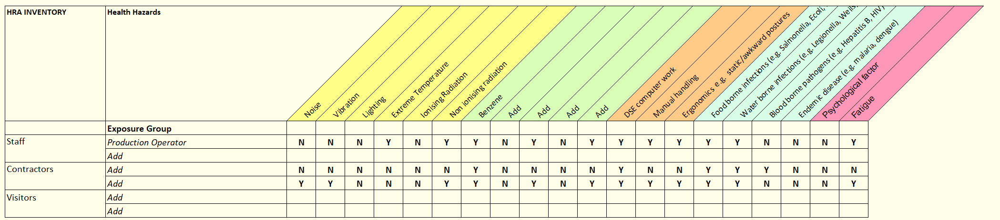 HRA INVENTORY Health Hazards
Noise
Vibration
Lighting
Extreme Temperature
Ionising Radiation
Non ionising radiation
Benzene
Add
Add
Add
Add
DSE computer work
Manual handling
Ergonomics e.g. static/awkward postures
Food borne infections (e.g. Salmonella, Ecoli,
Water borne infections (e.g. Legionella, Weils,
Blood borne pathogens (e.g. Hepatitis B, HIV)
Endemic disease (e.g. malaria, dengue)
Psychological factor
Fatigue
Exposure Group
Staff Production Operator N N N Y N Y Y N Y N Y Y Y Y Y Y N N N Y
Add
Contractors Add N N N N N N Y N N N N Y N N Y Y Y N N N
Add Y Y N N N Y Y N Y N Y Y Y Y Y Y N N N Y
Visitors Add
Add